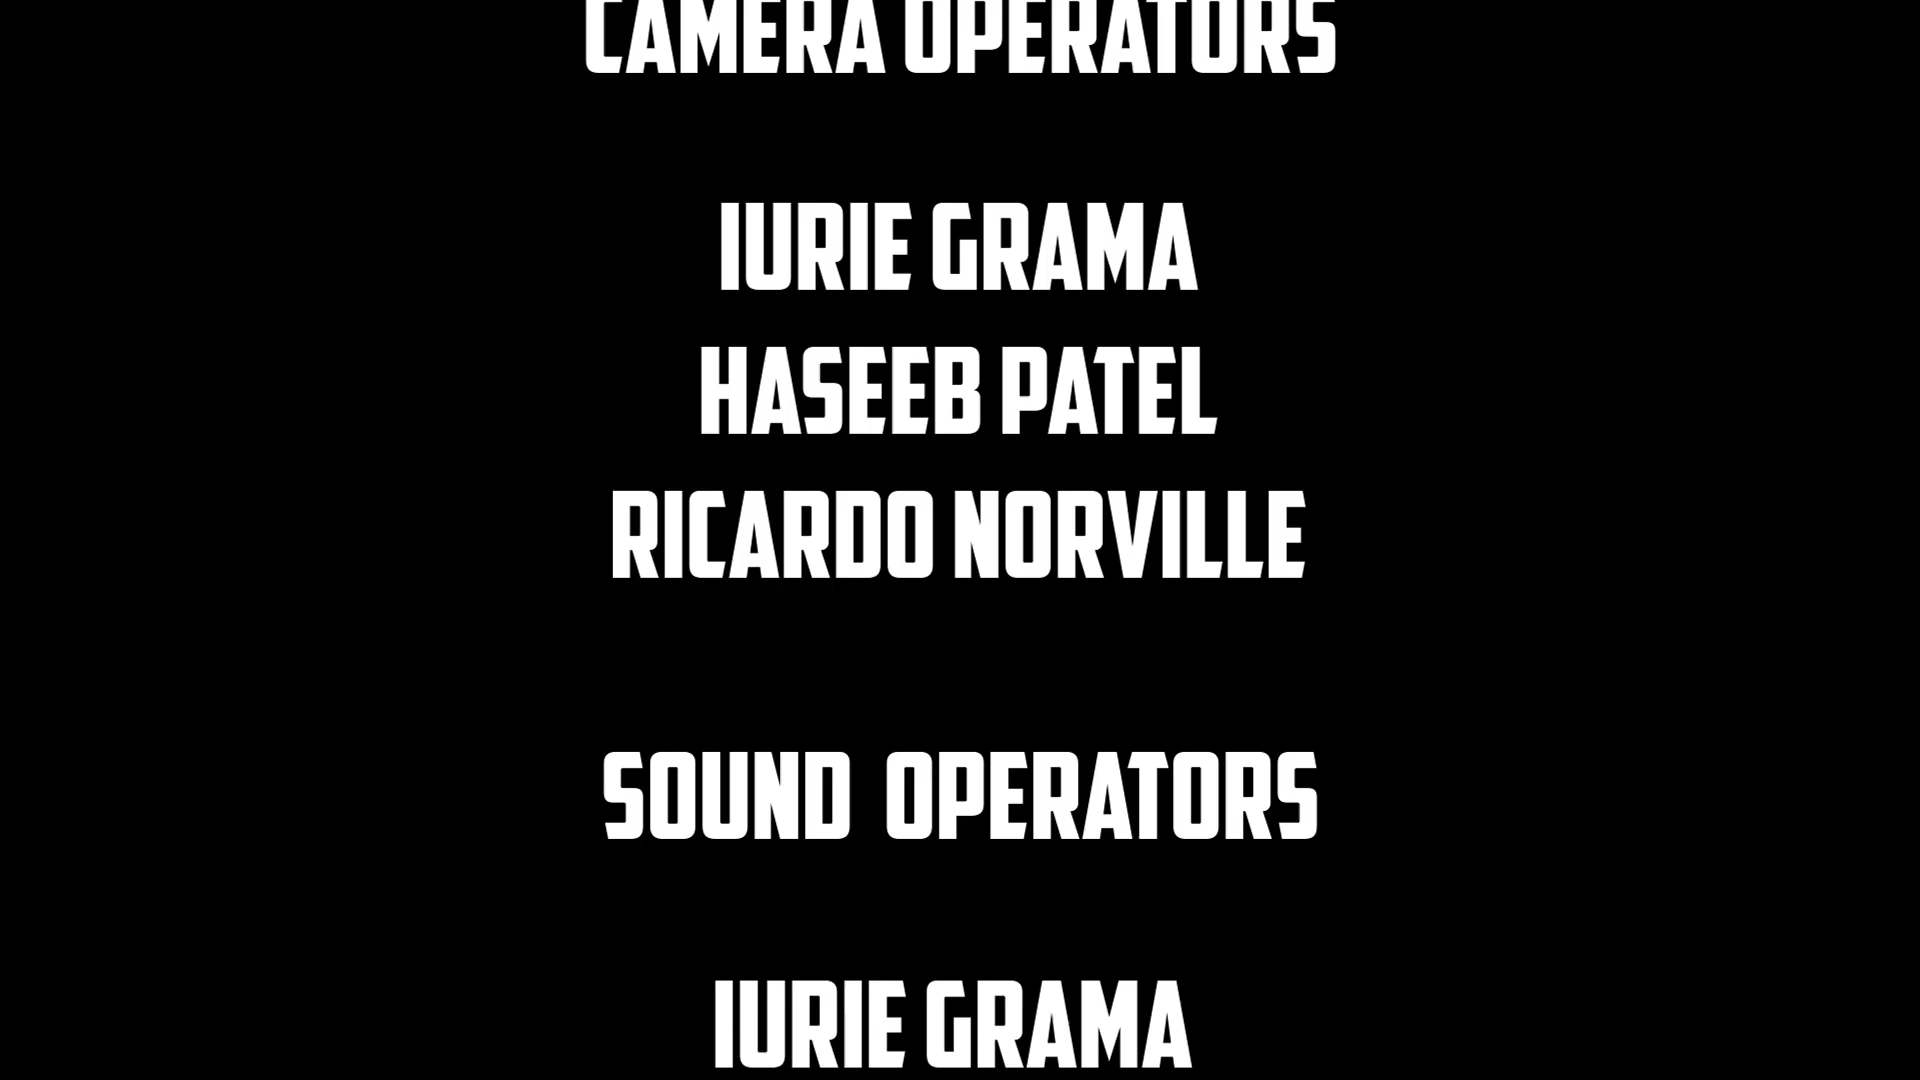 CAMERA OPERATORS
IURIE GRAMA
HASEEB PATEL
RICARDO NORVILLE
SOUND OPERATORS
IURIE GRAMA